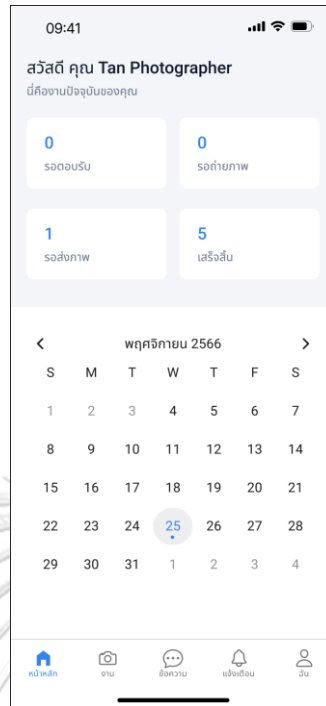 09:41
สวัสดี คุณ Tan Photographer
นี่คืองานปัจจุบันของคุณ
0 0
รอตอบรับ รอถ่ายภาพ
1 5
รอส่งภาพ เสร็จสิ้น
พฤศจิกายน 2566
S M T W T F S
1 2 3 4 5 6 7
8 9 10 11 12 13 14
15 16 17 18 19 20 21
22 23 24 25 26 27 28
29 30 31 1 2 3 4
หน้าหลัก งาน ข้อความ แจ้งเตือน ฉัน